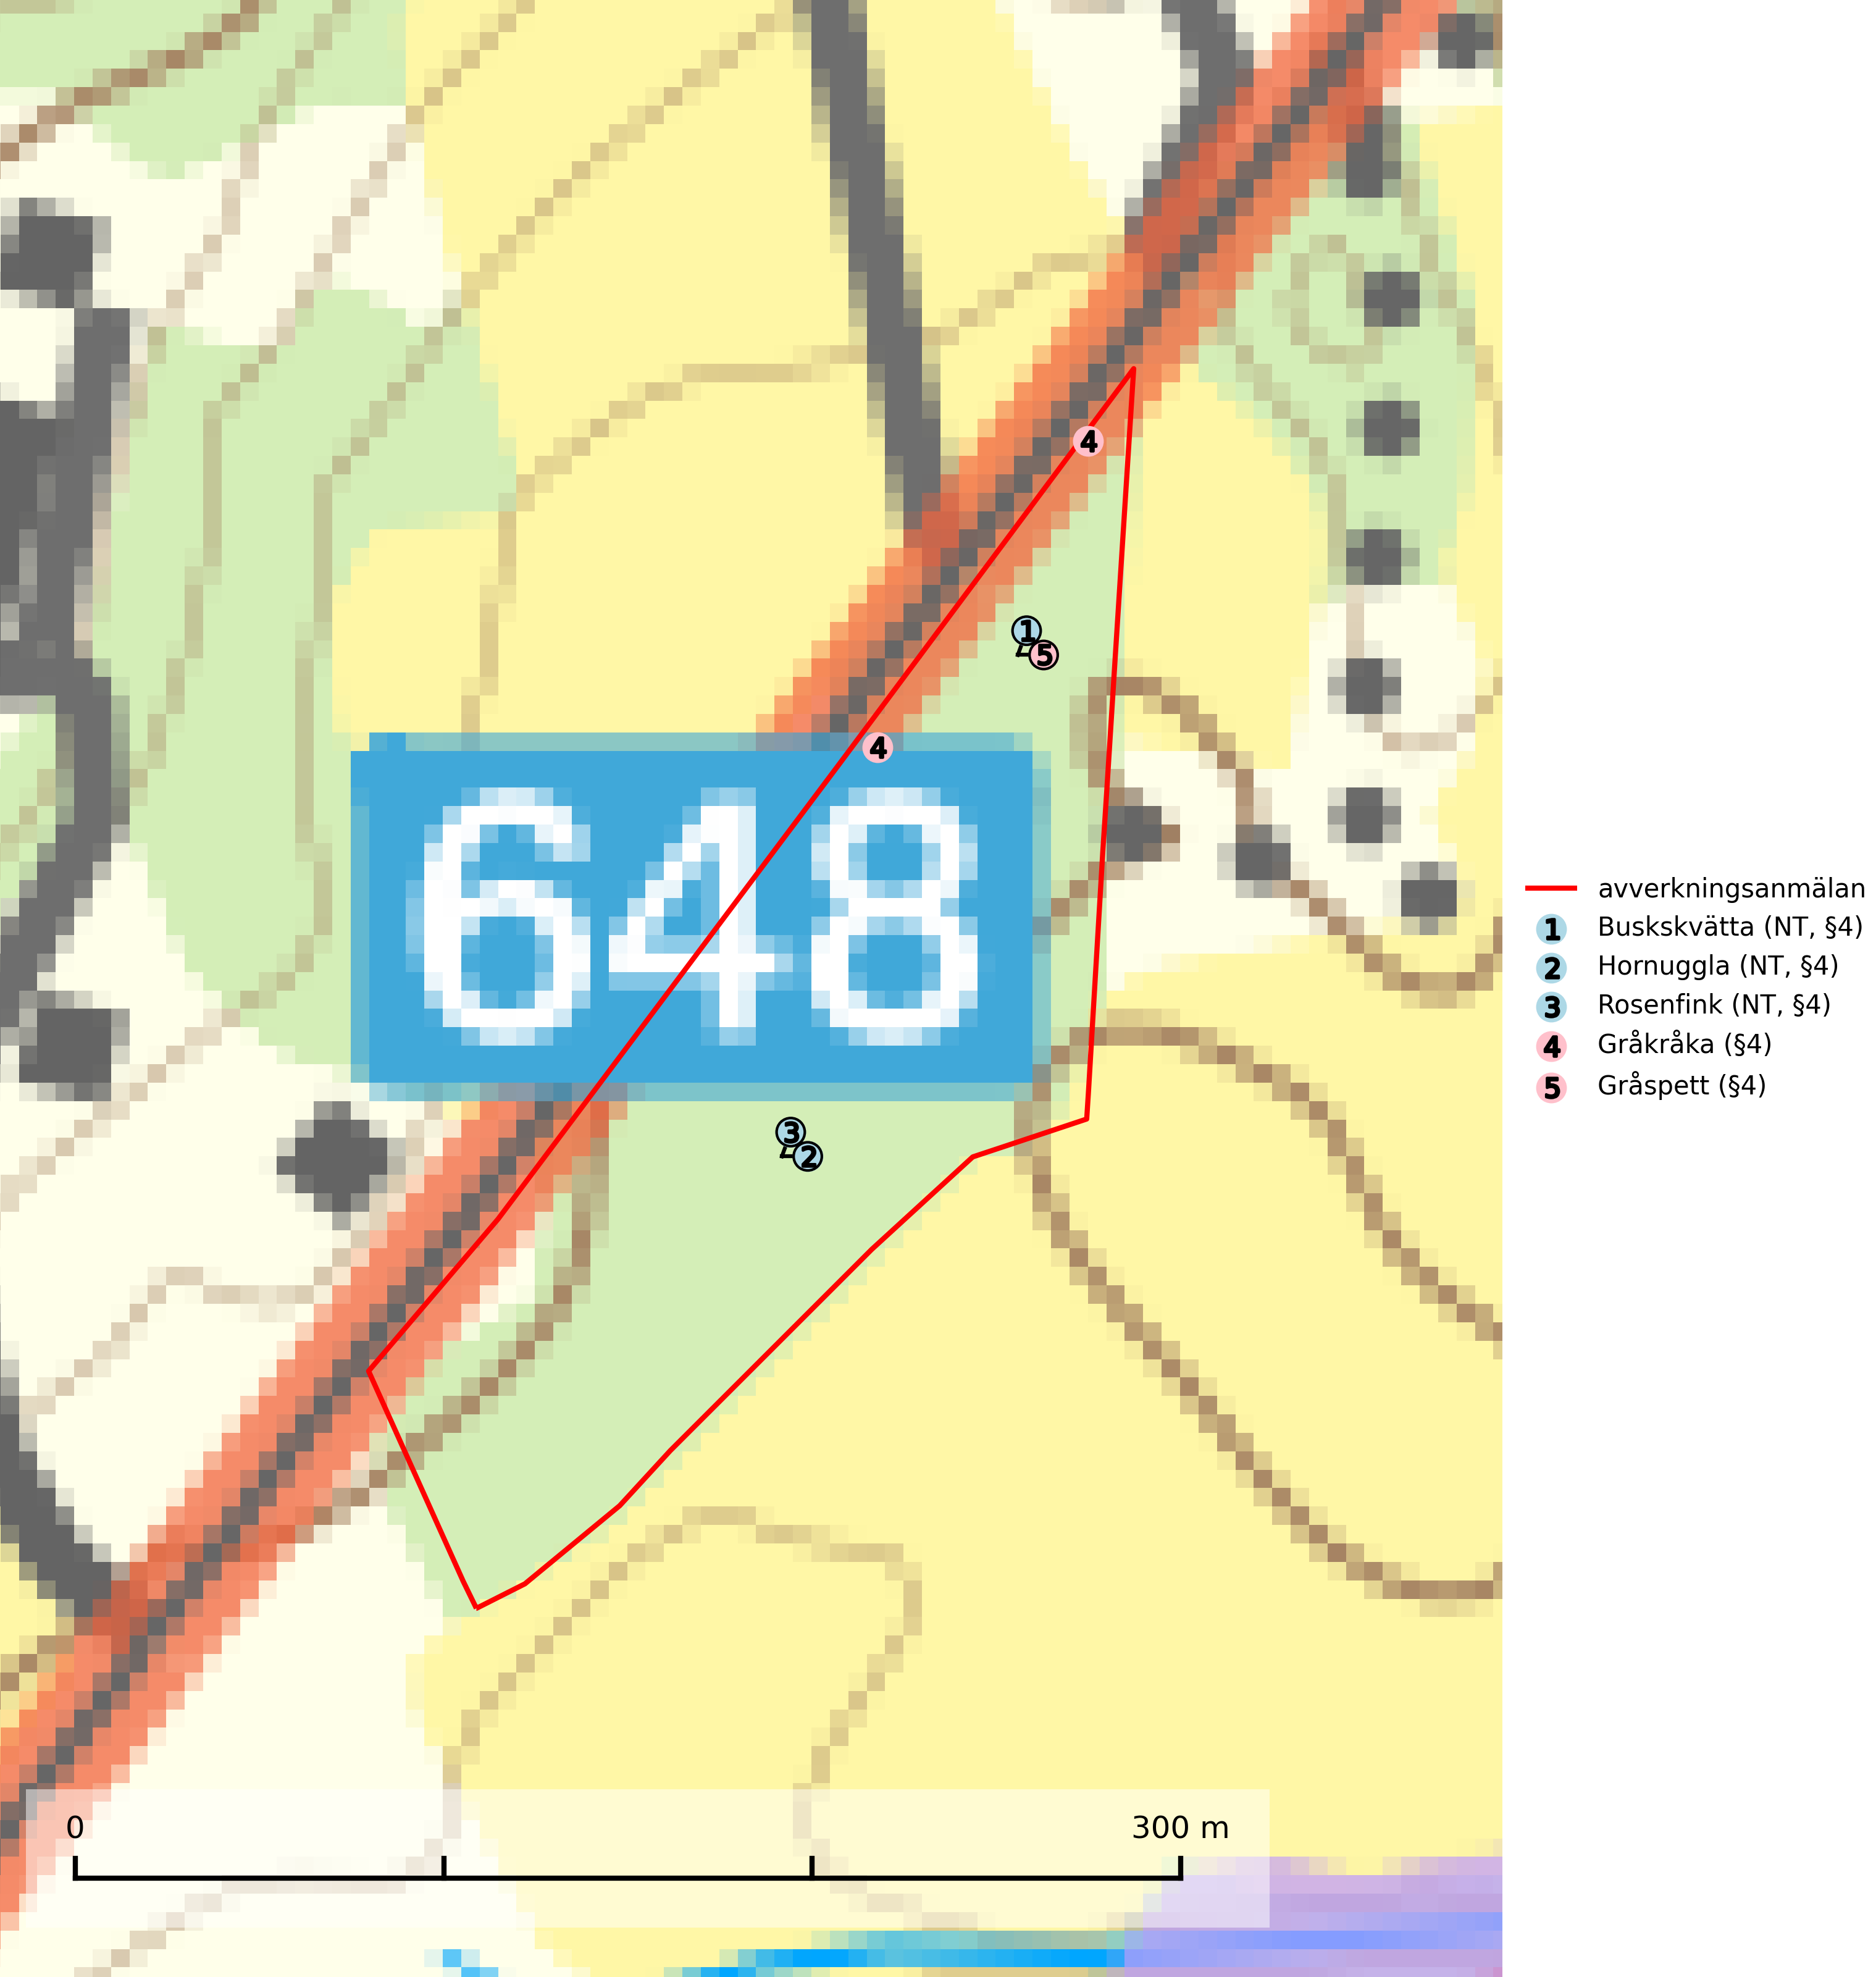 4
1
5
4
648
3
2
avverkningsanmälan
1 Buskskvätta (NT, §4)
2 Hornuggla (NT, §4)
3 Rosenfink (NT, §4)
4 Gråkråka (§4)
5 Gråspett (§4)
0 300 m